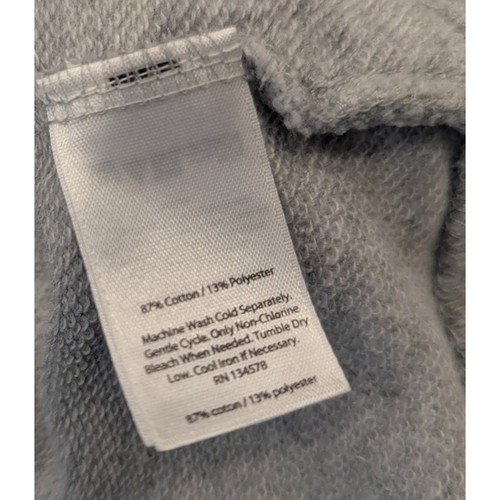 87% Cotton / 13% Polyester
Machine Wash Cold Separately.
Gentle Cycle. Only Non-Chlorine
Bleach When Needed. Tumble Dry
Low. Cool Iron If Necessary.
RN 134578
87% cotton / 13% polyester